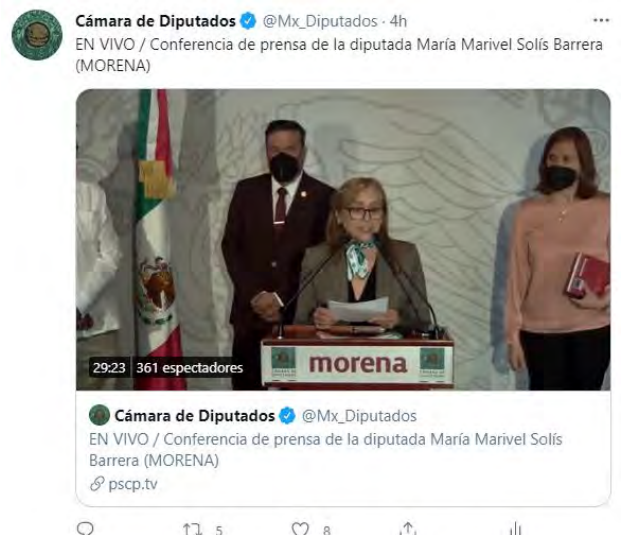 Cámara de Diputados @Mx_Diputados · 4h
EN VIVO / Conferencia de prensa de la diputada María Marivel Solís Barrera
(MORENA)
morena
29:23 361 espectadores
Cámara de Diputados @Mx_Diputados
EN VIVO / Conferencia de prensa de la diputada María Marivel Solís
Barrera (MORENA)
pscp.tv
5 8